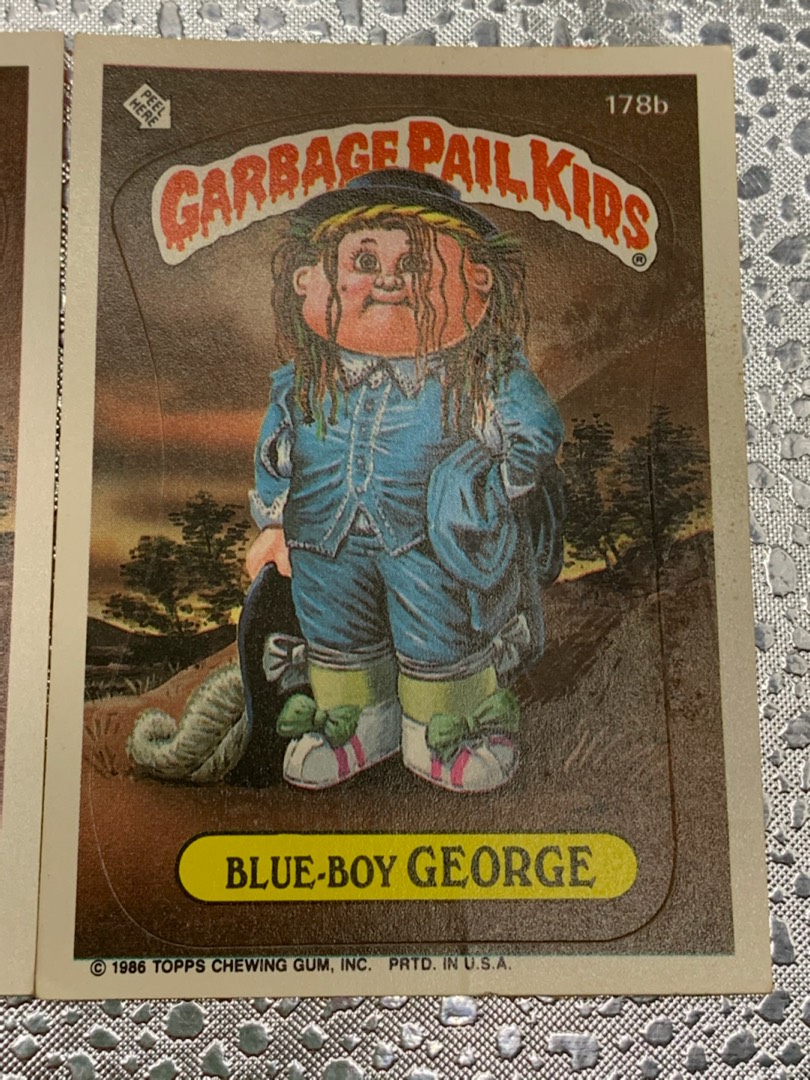 PEEL HERE
178b
GARBAGE PAIL KIDS®
BLUE-BOY GEORGE
© 1986 TOPPS CHEWING GUM, INC. PRTD. IN U.S.A.